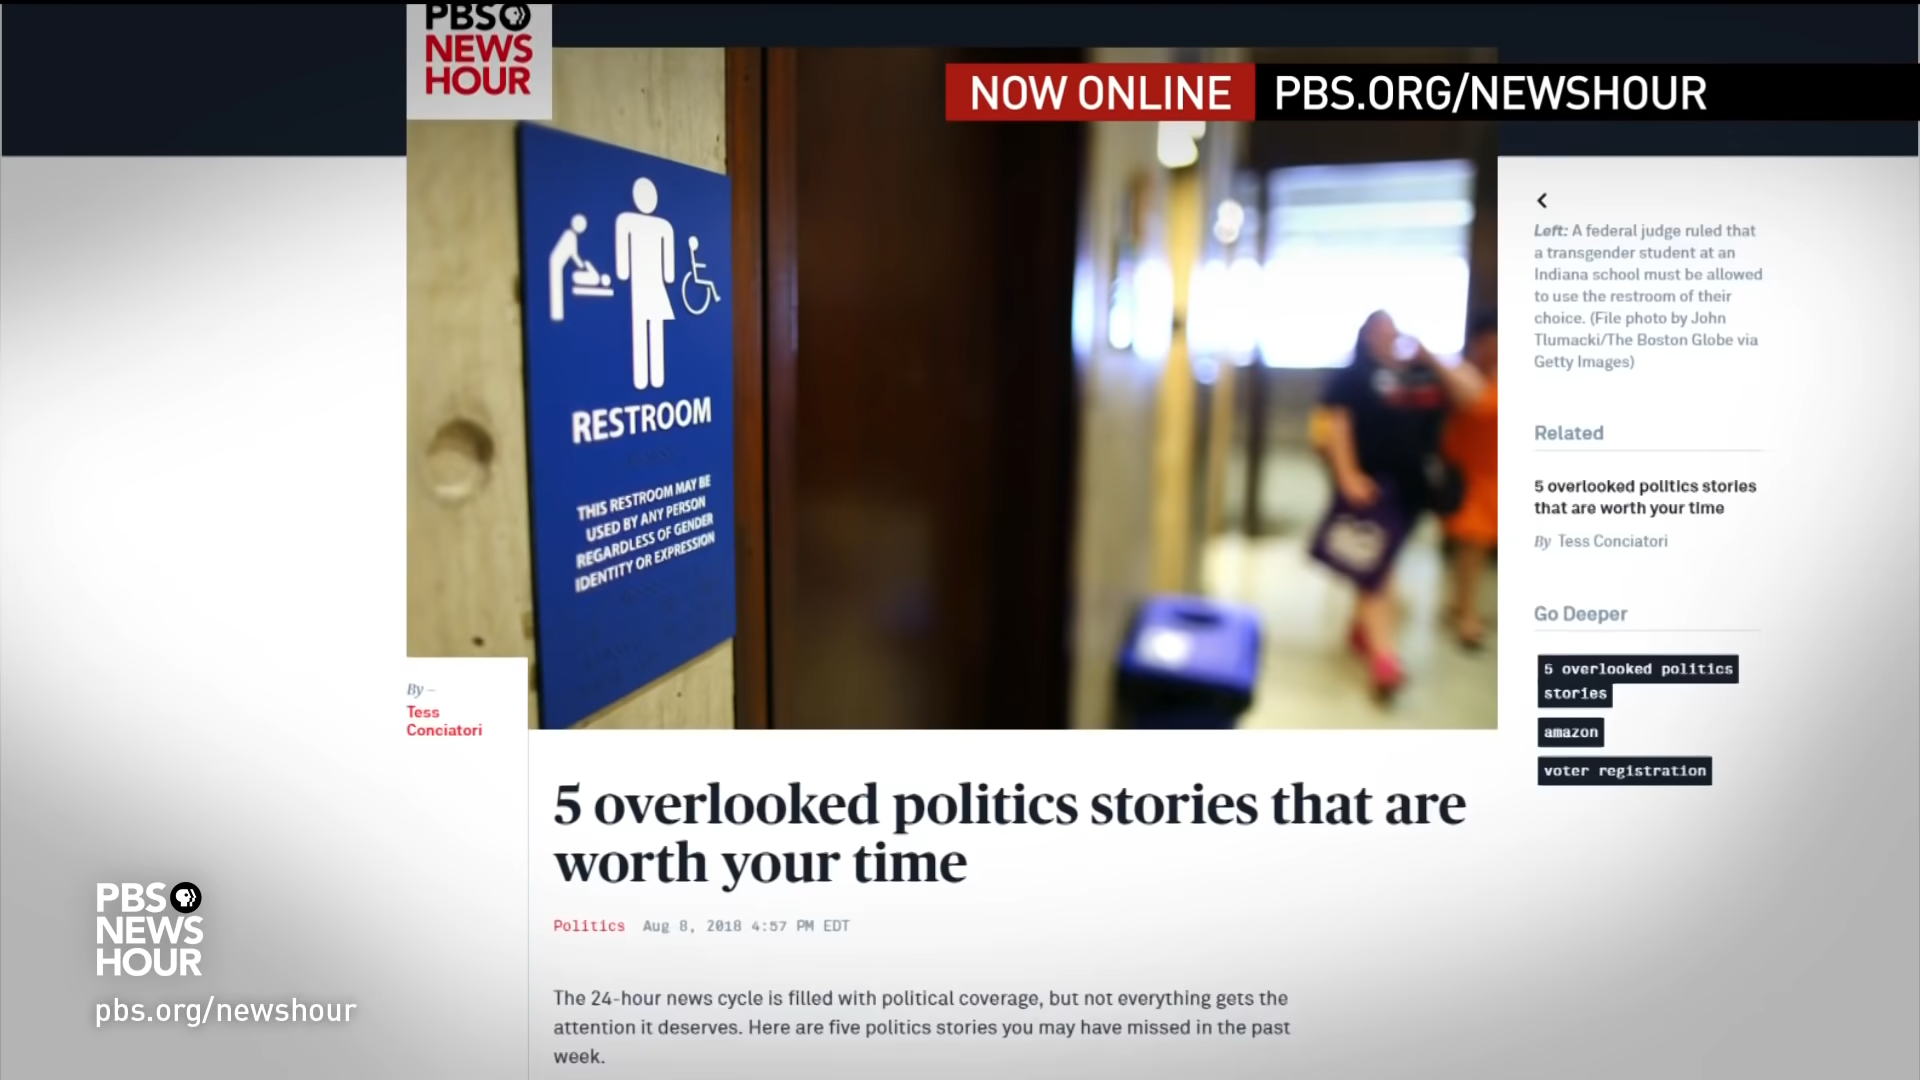 PBS
NEWS
HOUR
NOW ONLINE PBS.ORG/NEWSHOUR
RESTROOM
THIS RESTROOM MAY BE
USED BY ANY PERSON
REGARDLESS OF GENDER
IDENTITY OR EXPRESSION
Left: A federal judge ruled that
a transgender student at an
Indiana school must be allowed
to use the restroom of their
choice. (File photo by John
Tlumacki/The Boston Globe via
Getty Images)
Related
5 overlooked politics stories
that are worth your time
By Tess Conciatori
Go Deeper
5 overlooked politics
stories
amazon
voter registration
By –
Tess
Conciatori
5 overlooked politics stories that are
worth your time
Politics Aug 8, 2018 4:57 PM EDT
The 24-hour news cycle is filled with political coverage, but not everything gets the
attention it deserves. Here are five politics stories you may have missed in the past
week.
PBS
NEWS
HOUR
pbs.org/newshour